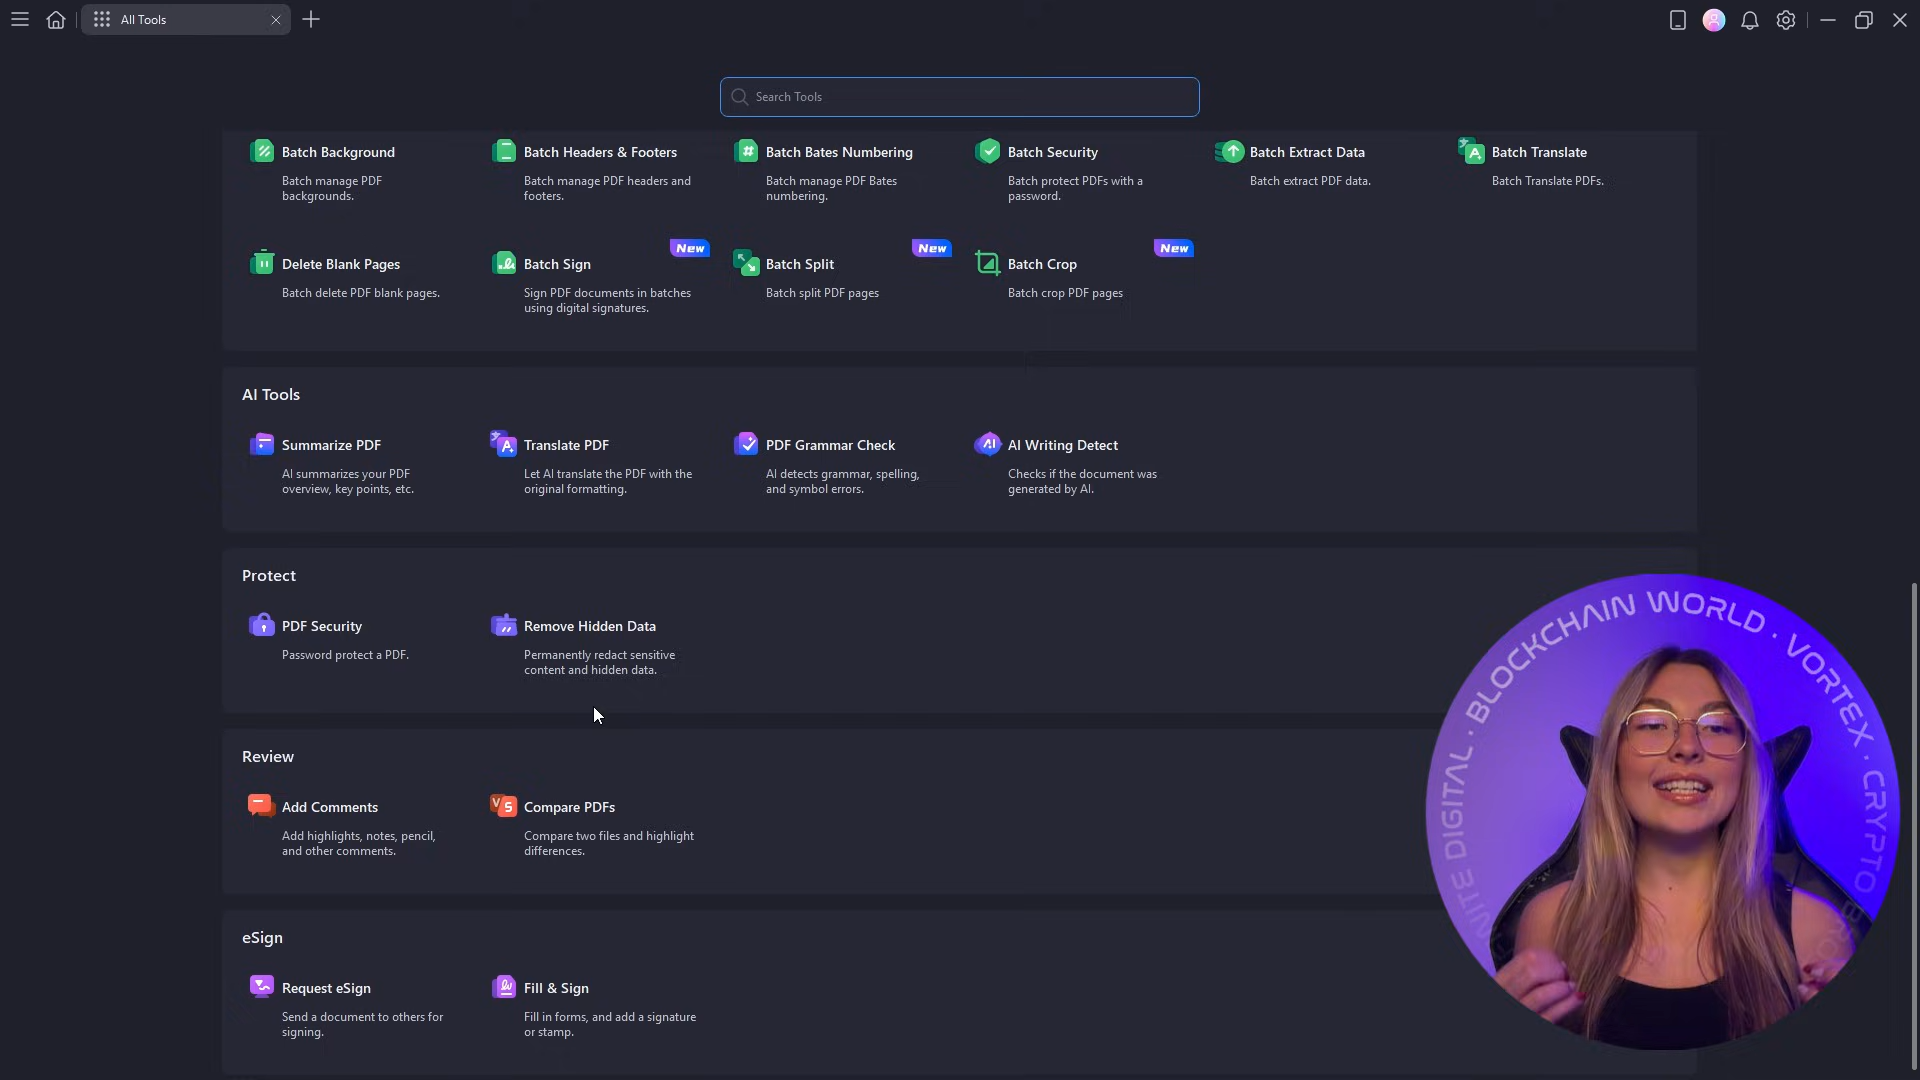 All Tools
Search Tools
Batch Background
Batch Headers & Footers
Batch Bates Numbering
Batch Security
Batch Extract Data
Batch Translate
Batch manage PDF
backgrounds.
Batch manage PDF headers and
footers.
Batch manage PDF Bates
numbering.
Batch protect PDFs with a
password.
Batch extract PDF data.
Batch Translate PDFs.
New
New
New
Delete Blank Pages
Batch Sign
Batch Split
Batch Crop
Batch delete PDF blank pages.
Sign PDF documents in batches
using digital signatures.
Batch split PDF pages
Batch crop PDF pages
AI Tools
Summarize PDF
Translate PDF
PDF Grammar Check
AI Writing Detect
AI summarizes your PDF
overview, key points, etc.
Let AI translate the PDF with the
original formatting.
AI detects grammar, spelling,
and symbol errors.
Checks if the document was
generated by AI.
Protect
PDF Security
Remove Hidden Data
Password protect a PDF.
Permanently redact sensitive
content and hidden data.
Review
Add Comments
Compare PDFs
Add highlights, notes, pencil,
and other comments.
Compare two files and highlight
differences.
eSign
Request eSign
Fill & Sign
Send a document to others for
signing.
Fill in forms, and add a signature
or stamp.
DIGITAL · BLOCKCHAIN WORLD · VORTEX · CRYPTO